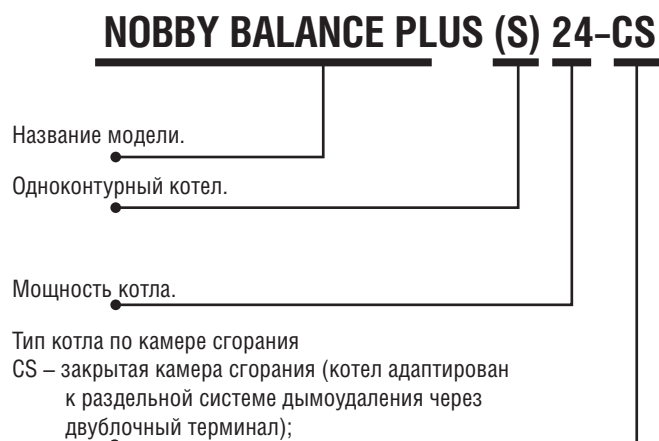 NOBBY BALANCE PLUS (S) 24–CS
Название модели.
Одноконтурный котел.
Мощность котла.
Тип котла по камере сгорания
CS – закрытая камера сгорания (котел адаптирован
к раздельной системе дымоудаления через
двублочный терминал);